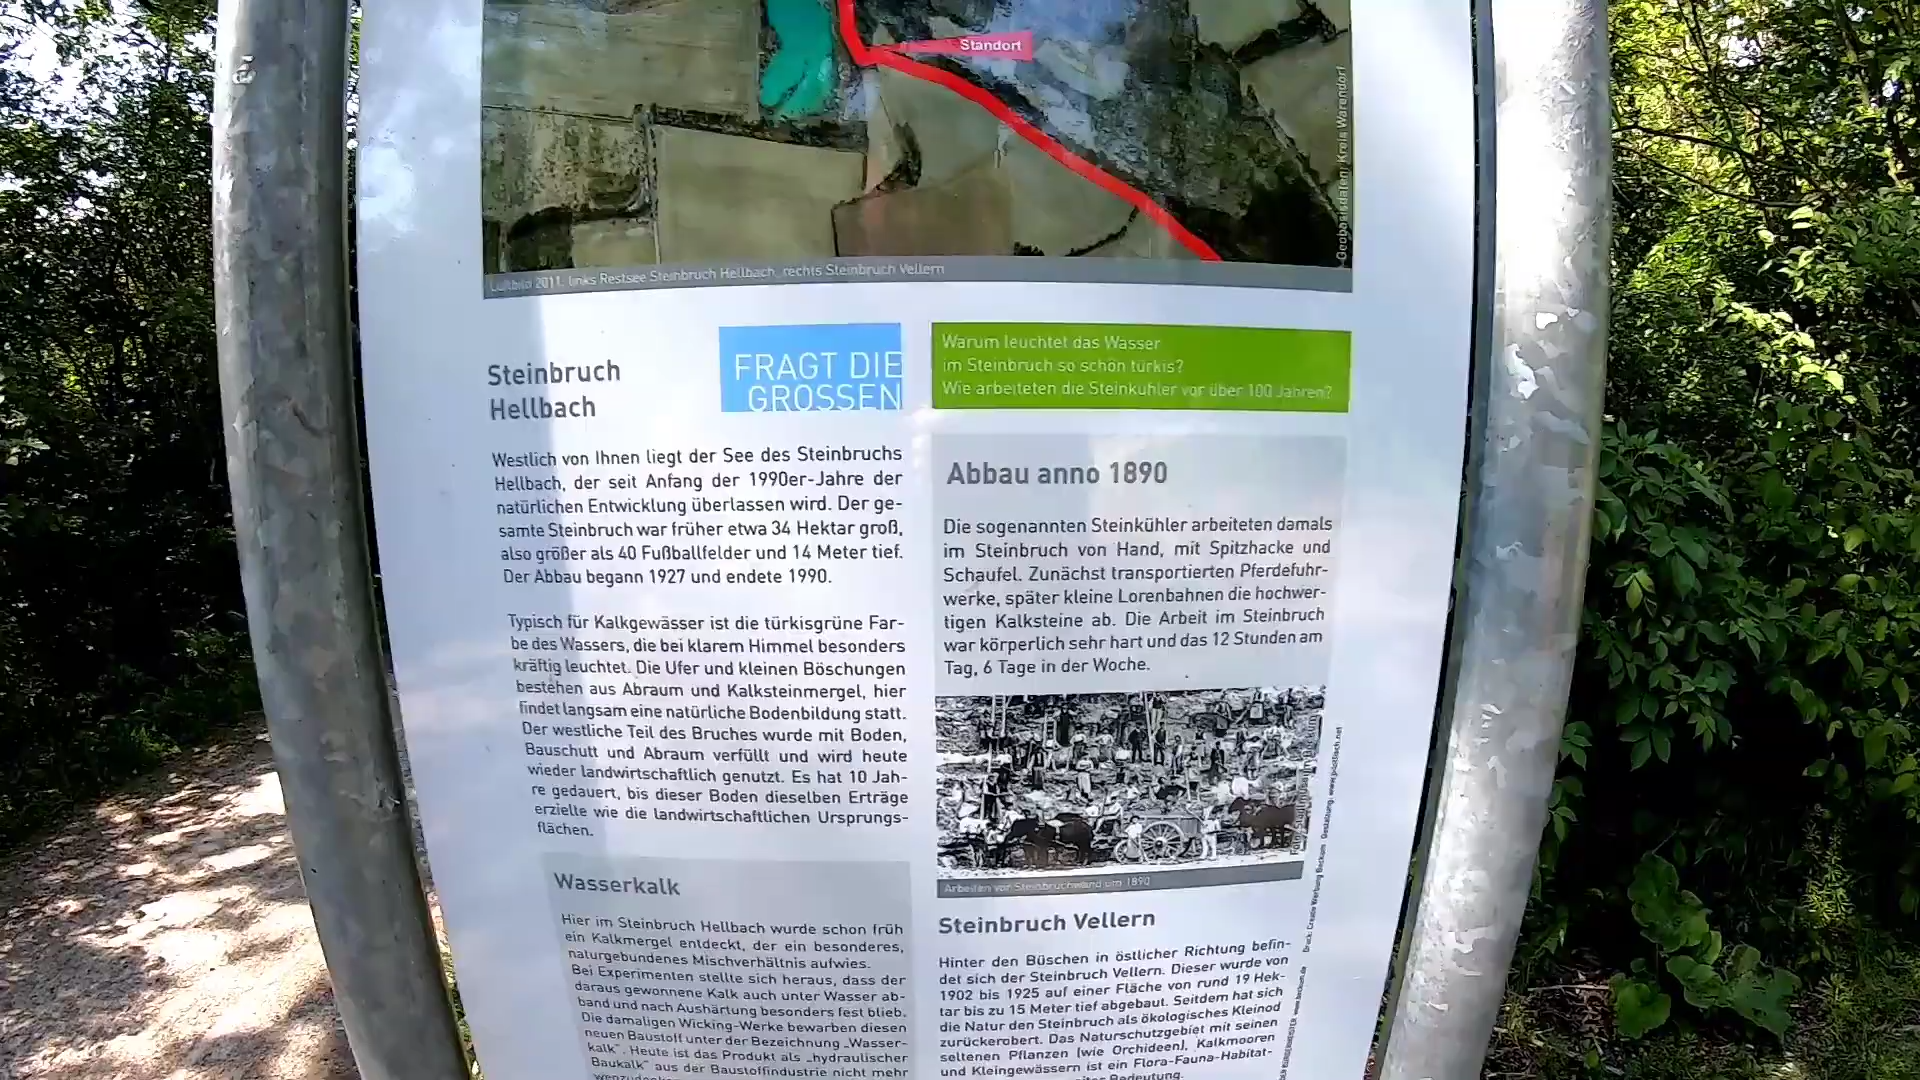 Standort
Geobasisdaten: Kreis Warendorf
Luftbild 2011: links Restsee Steinbruch Hellbach, rechts Steinbruch Vellern
Steinbruch
Hellbach
FRAGT DIE
GROSSEN
Westlich von Ihnen liegt der See des Steinbruchs
Hellbach, der seit Anfang der 1990er-Jahre der
natürlichen Entwicklung überlassen wird. Der ge-
samte Steinbruch war früher etwa 34 Hektar groß,
also größer als 40 Fußballfelder und 14 Meter tief.
Der Abbau begann 1927 und endete 1990.
Typisch für Kalkgewässer ist die türkisgrüne Far-
be des Wassers, die bei klarem Himmel besonders
kräftig leuchtet. Die Ufer und kleinen Böschungen
bestehen aus Abraum und Kalksteinmergel, hier
findet langsam eine natürliche Bodenbildung statt.
Der westliche Teil des Bruches wurde mit Boden,
Bauschutt und Abraum verfüllt und wird heute
wieder landwirtschaftlich genutzt. Es hat 10 Jah-
re gedauert, bis dieser Boden dieselben Erträge
erzielte wie die landwirtschaftlichen Ursprungs-
flächen.
Wasserkalk
Hier im Steinbruch Hellbach wurde schon früh
ein Kalkmergel entdeckt, der ein besonderes,
naturgebundenes Mischverhältnis aufwies.
Bei Experimenten stellte sich heraus, dass der
daraus gewonnene Kalk auch unter Wasser ab-
band und nach Aushärtung besonders fest blieb.
Die damaligen Wicking-Werke bewarben diesen
neuen Baustoff unter der Bezeichnung „Wasser-
kalk". Heute ist das Produkt als „hydraulischer
Baukalk" aus der Baustoffindustrie nicht mehr
Warum leuchtet das Wasser
im Steinbruch so schön türkis?
Wie arbeiteten die Steinkühler vor über 100 Jahren?
Abbau anno 1890
Die sogenannten Steinkühler arbeiteten damals
im Steinbruch von Hand, mit Spitzhacke und
Schaufel. Zunächst transportierten Pferdefuhr-
werke, später kleine Lorenbahnen die hochwer-
tigen Kalksteine ab. Die Arbeit im Steinbruch
war körperlich sehr hart und das 12 Stunden am
Tag, 6 Tage in der Woche.
Arbeiten vor Steinbruchwand um 1890
Steinbruch Vellern
Hinter den Büschen in östlicher Richtung befin-
det sich der Steinbruch Vellern. Dieser wurde von
1902 bis 1925 auf einer Fläche von rund 19 Hek-
tar bis zu 15 Meter tief abgebaut. Seitdem hat sich
die Natur den Steinbruch als ökologisches Kleinod
zurückerobert. Das Naturschutzgebiet mit seinen
seltenen Pflanzen (wie Orchideen), Kalkmooren
und Kleingewässern ist ein Flora-Fauna-Habitat-
Bedeutung.
Druck: Creativ Werbung Beckum Gestaltung: www.pilotfisch.net